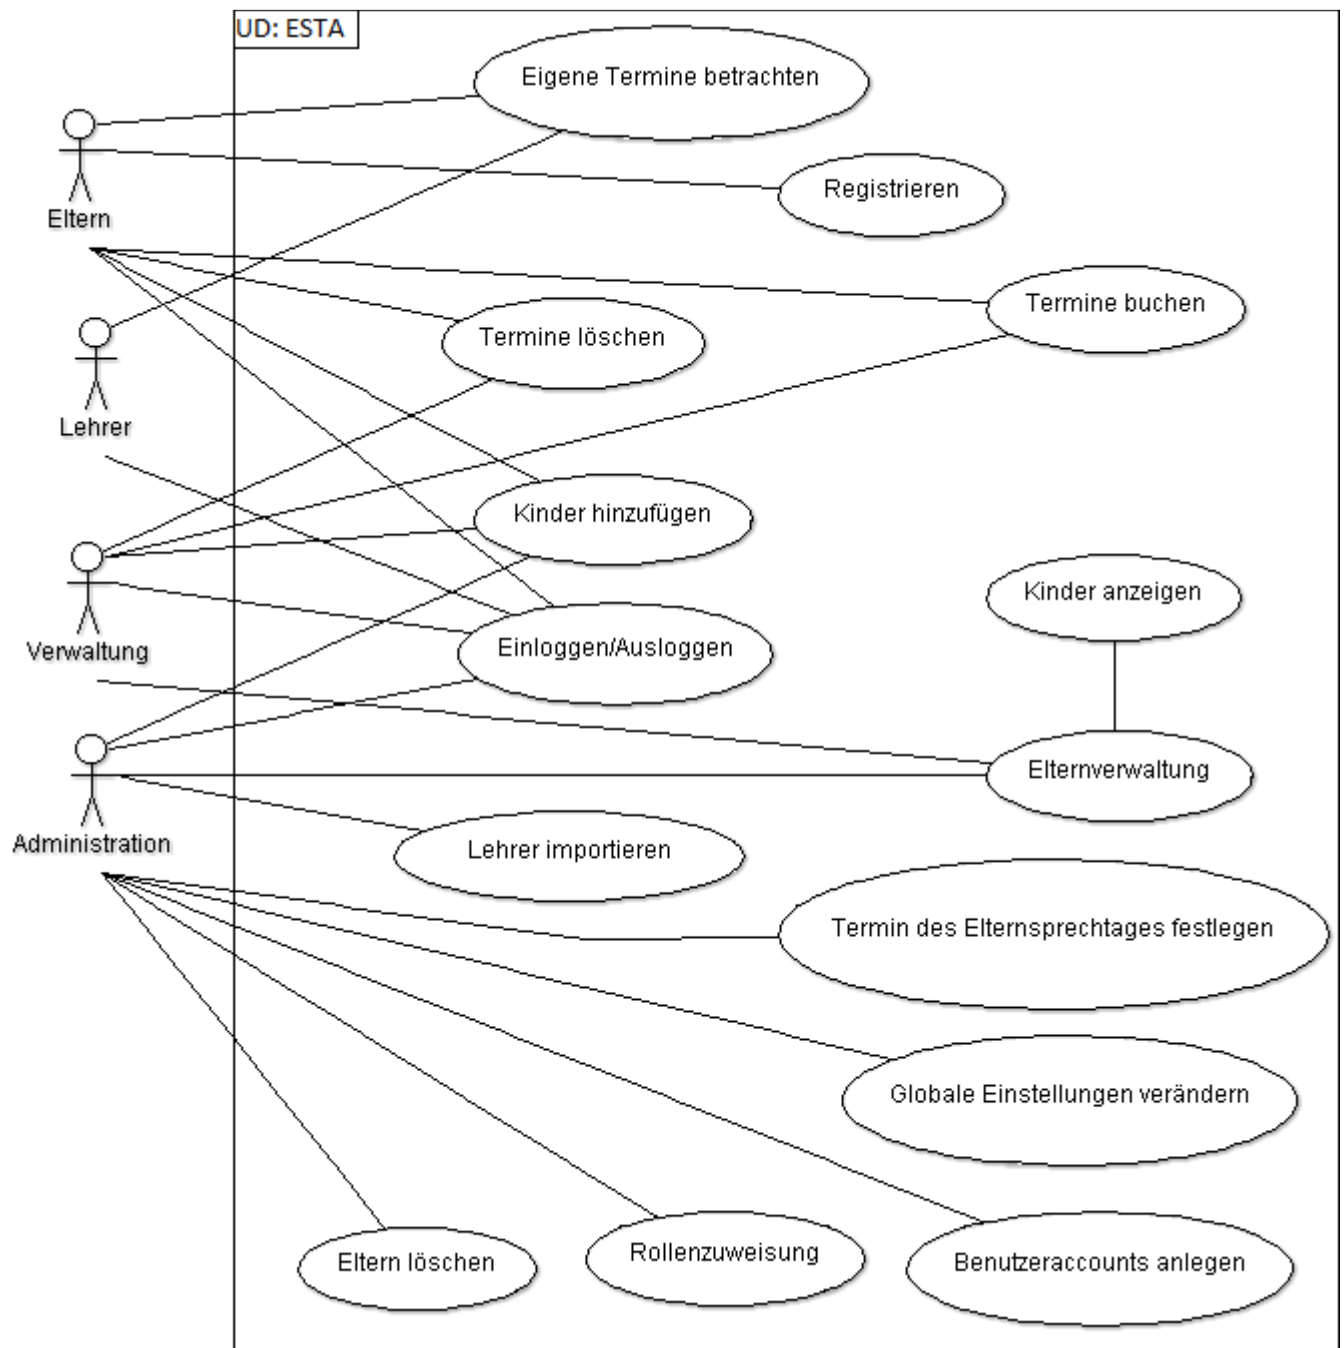 UD: ESTA
Eigene Termine betrachten
Registrieren
Eltern
Termine buchen
Termine löschen
Lehrer
Kinder hinzufügen
Kinder anzeigen
Einloggen/Ausloggen
Verwaltung
Elternverwaltung
Administration
Lehrer importieren
Termin des Elternsprechtages festlegen
Globale Einstellungen verändern
Rollenzuweisung
Eltern löschen
Benutzeraccounts anlegen